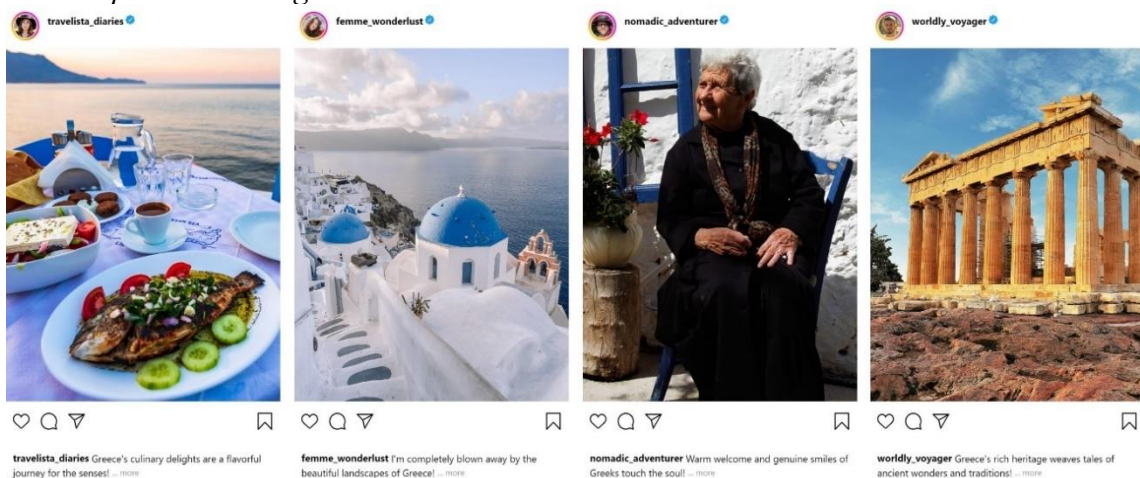 travelista_diaries
femme_wonderlust
nomadic_adventurer
worldly_voyager
travelista_diaries Greece's culinary delights are a flavorful
journey for the senses! ... more
femme_wonderlust I'm completely blown away by the
beautiful landscapes of Greece! ... more
nomadic_adventurer Warm welcome and genuine smiles of
Greeks touch the soul! ... more
worldly_voyager Greece's rich heritage weaves tales of
ancient wonders and traditions! ... more